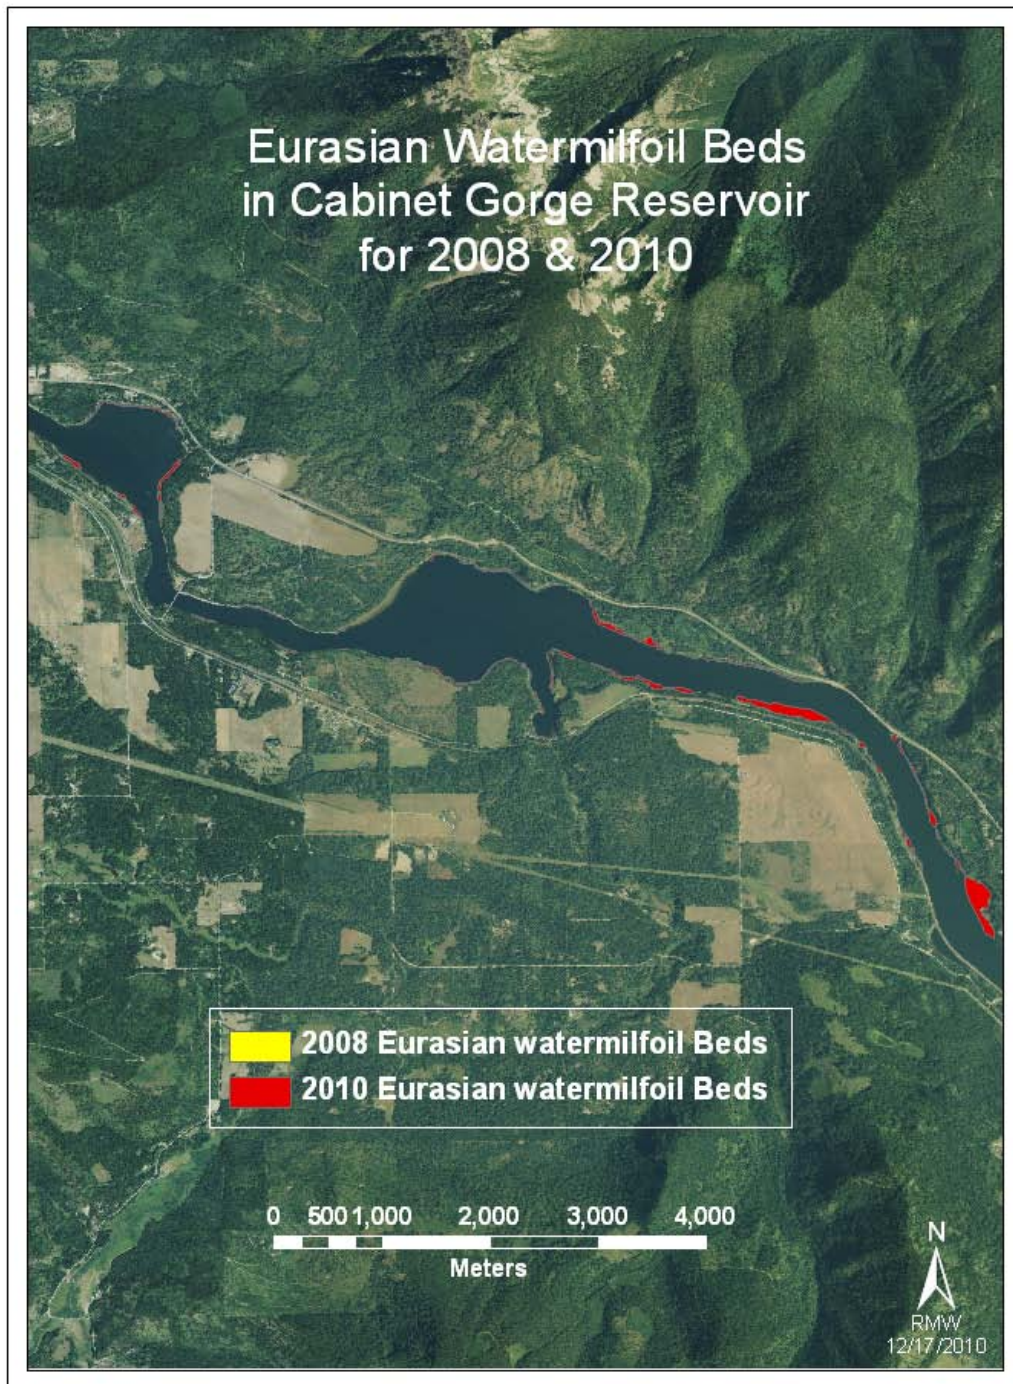 Eurasian Watermilfoil Beds
in Cabinet Gorge Reservoir
for 2008 & 2010
2008 Eurasian watermilfoil Beds
2010 Eurasian watermilfoil Beds
0 500 1,000 2,000 3,000 4,000
Meters
N
RMW
12/17/2010